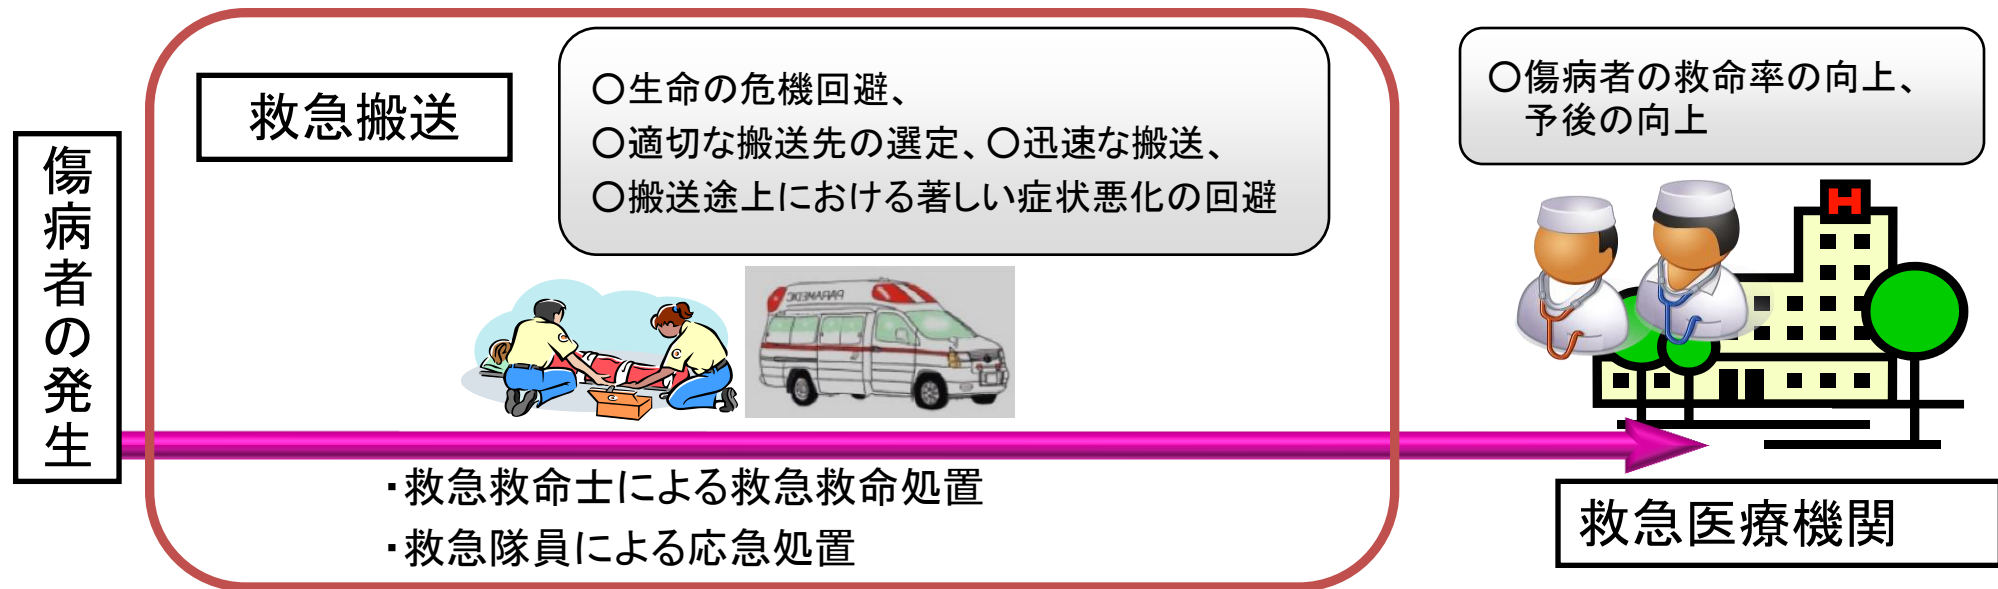 傷病者の発生
救急搬送
○生命の危機回避、
○適切な搬送先の選定、○迅速な搬送、
○搬送途上における著しい症状悪化の回避
○傷病者の救命率の向上、
予後の向上
H
PARAMEDIC
・救急救命士による救急救命処置
・救急隊員による応急処置
救急医療機関